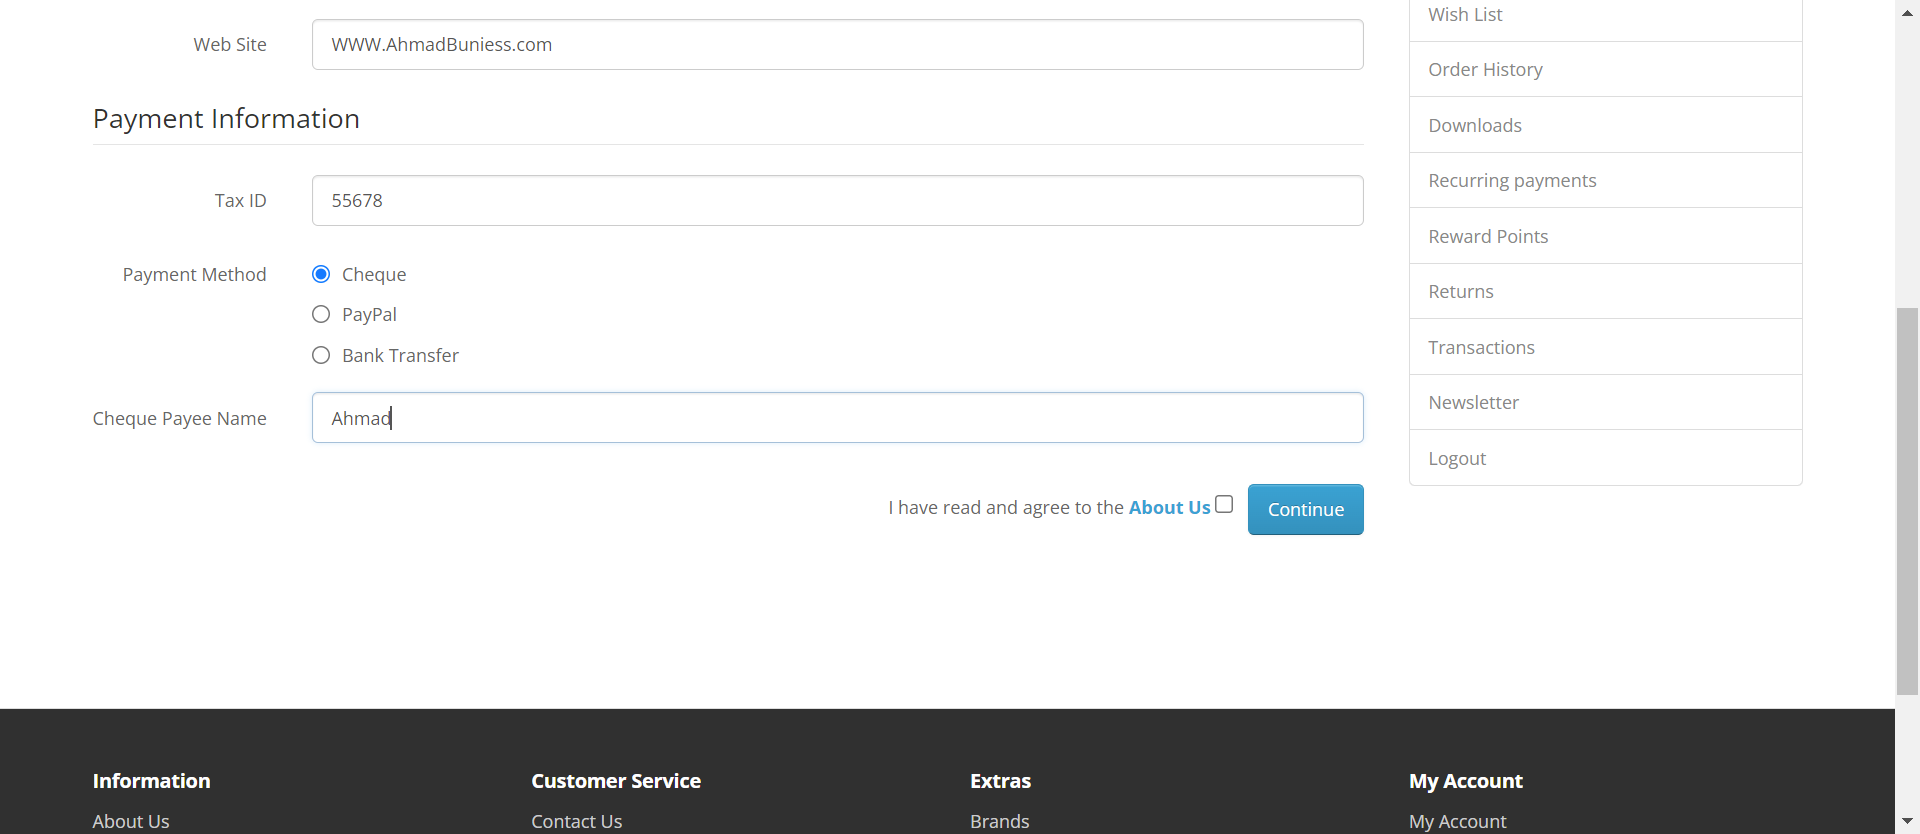 Web Site
WWW.AhmadBuniess.com
Payment Information
Tax ID
55678
Payment Method
Cheque
PayPal
Bank Transfer
Cheque Payee Name
Ahmad
I have read and agree to the About Us
Continue
Wish List
Order History
Downloads
Recurring payments
Reward Points
Returns
Transactions
Newsletter
Logout
Information
About Us
Customer Service
Contact Us
Extras
Brands
My Account
My Account